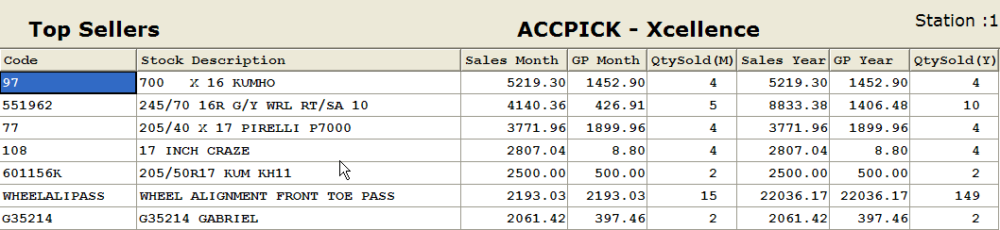 Top Sellers ACCPICK - Xcellence Station :1
Code Stock Description Sales Month GP Month QtySold(M) Sales Year GP Year QtySold(Y)
97 700 X 16 KUMHO 5219.30 1452.90 4 5219.30 1452.90 4
551962 245/70 16R G/Y WRL RT/SA 10 4140.36 426.91 5 8833.38 1406.48 10
77 205/40 X 17 PIRELLI P7000 3771.96 1899.96 4 3771.96 1899.96 4
108 17 INCH CRAZE 2807.04 8.80 4 2807.04 8.80 4
601156K 205/50R17 KUM KH11 2500.00 500.00 2 2500.00 500.00 2
WHEELALIPASS WHEEL ALIGNMENT FRONT TOE PASS 2193.03 2193.03 15 22036.17 22036.17 149
G35214 G35214 GABRIEL 2061.42 397.46 2 2061.42 397.46 2